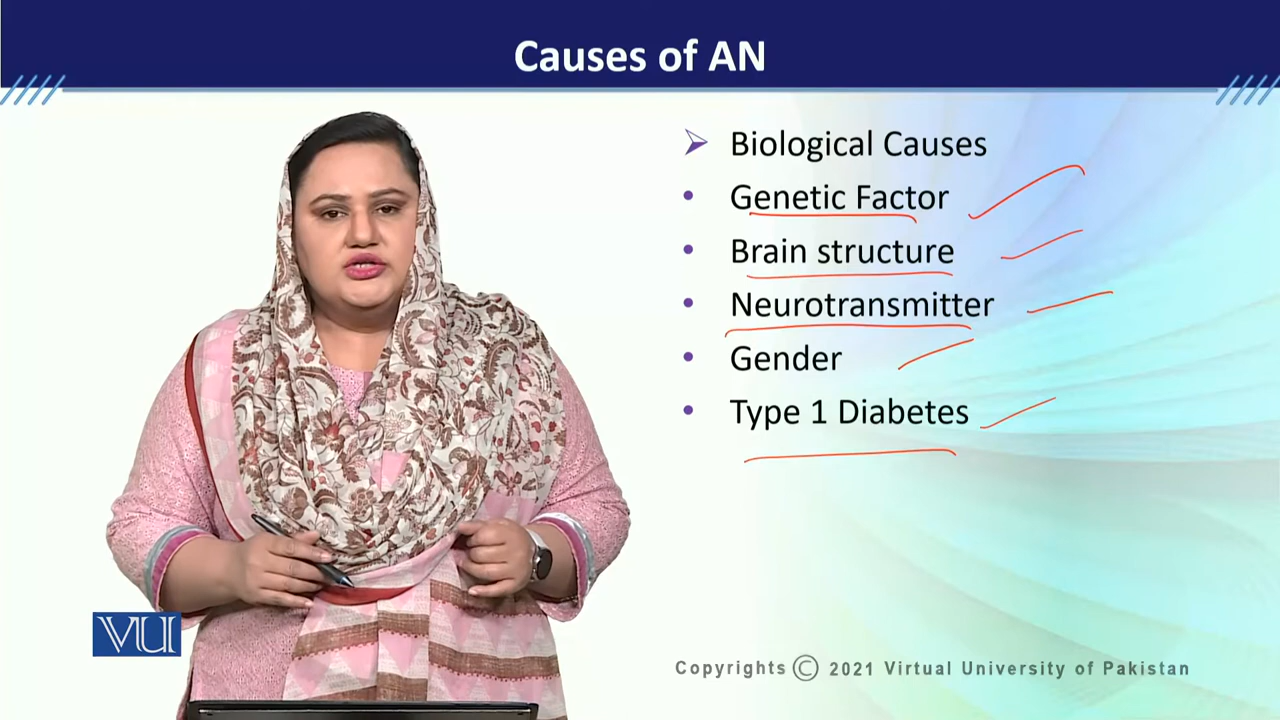 Causes of AN
Biological Causes
Genetic Factor
Brain structure
Neurotransmitter
Gender
Type 1 Diabetes
VU
Copyrights © 2021 Virtual University of Pakistan